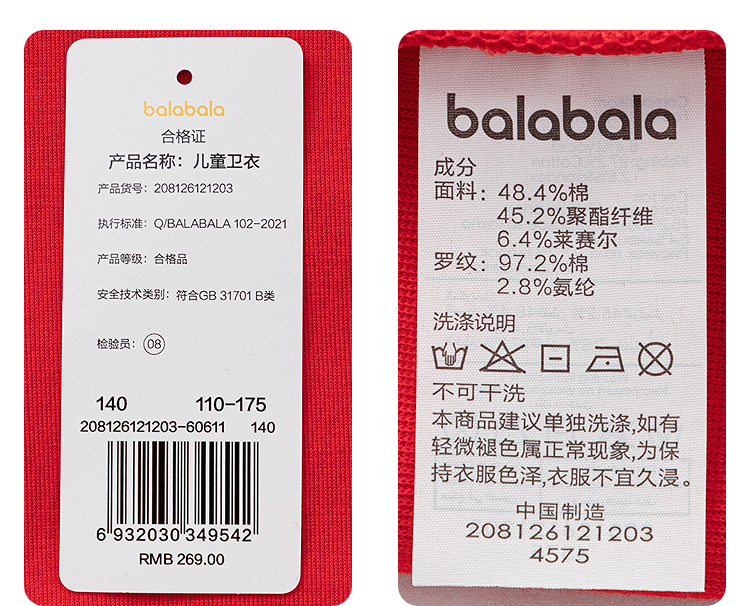 balabala
合格证
产品名称：儿童卫衣
产品货号：208126121203
执行标准：Q/BALABALA 102-2021
产品等级：合格品
安全技术类别：符合GB 31701 B类
检验员：08
140 110-175
208126121203-60611 140
6 932030 349542
RMB 269.00
balabala
成分
面料：48.4%棉
45.2%聚酯纤维
6.4%莱赛尔
罗纹：97.2%棉
2.8%氨纶
洗涤说明
不可干洗
本商品建议单独洗涤,如有
轻微褪色属正常现象,为保
持衣服色泽,衣服不宜久浸。
中国制造
208126121203
4575